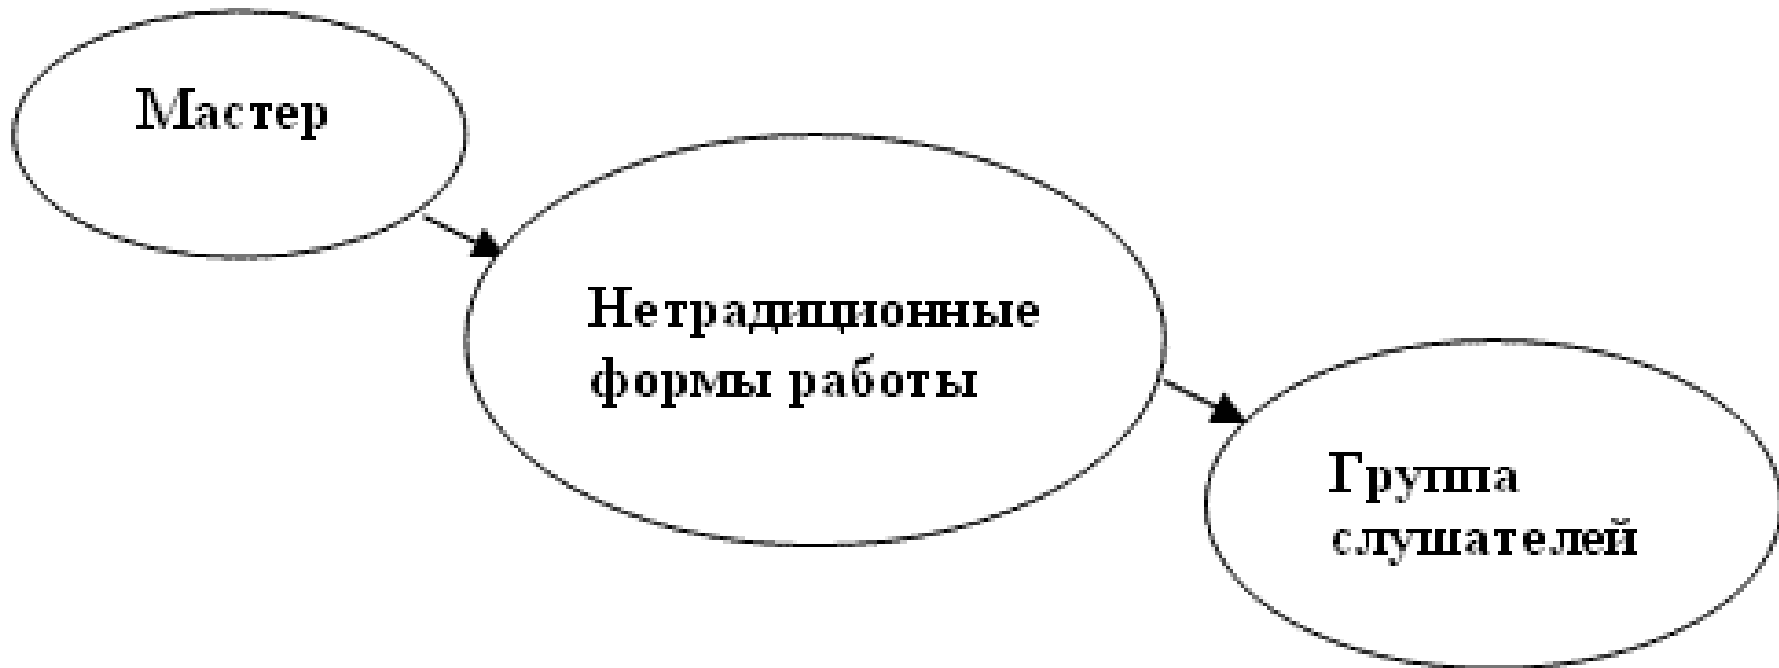 Мастер
Нетрадиционные
формы работы
Группа
слушателей